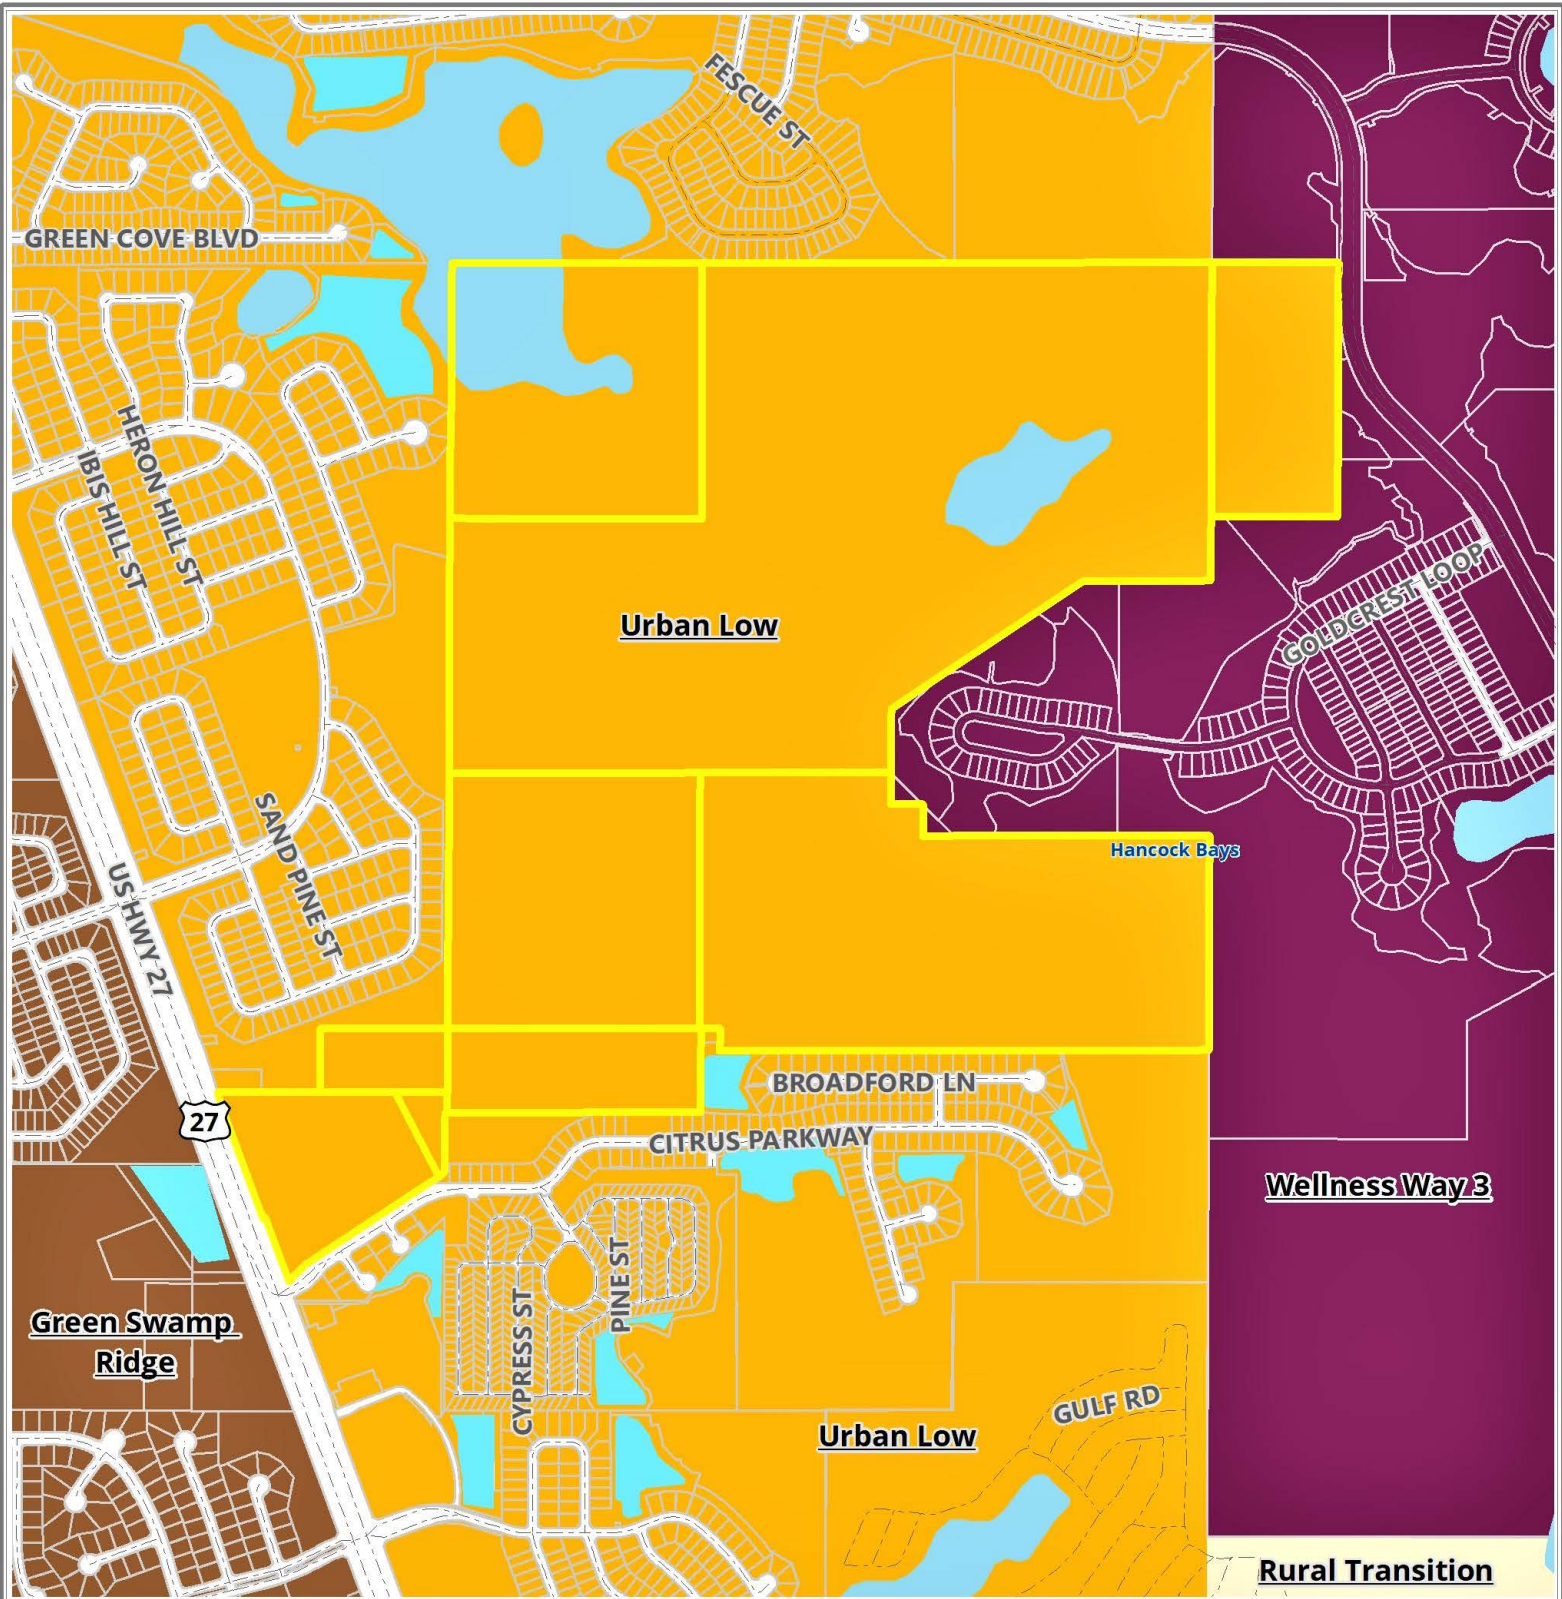 FESCUE ST
GREEN COVE BLVD
HERON HILL ST
IBIS HILL ST
GOLDCREST LOOP
Urban Low
SAND PINE ST
US HWY 27
Hancock Bays
27
BROADFORD LN
CITRUS PARKWAY
Wellness Way 3
PINE ST
CYPRESS ST
Green Swamp
Ridge
GULF RD
Urban Low
Rural Transition